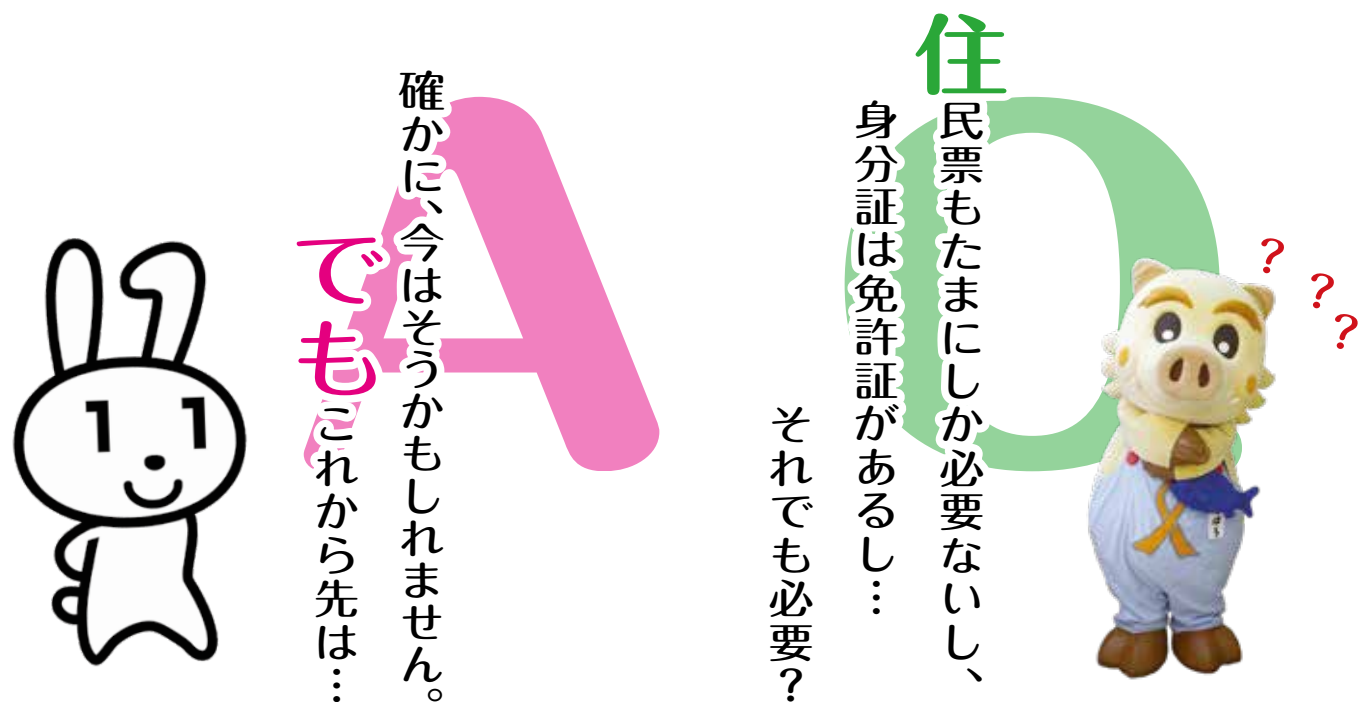 住民票もたまにしか必要ないし、
身分証は免許証があるし…
それでも必要？
Q
？
？
？
確かに、今はそうかもしれません。
でもこれから先は…
A